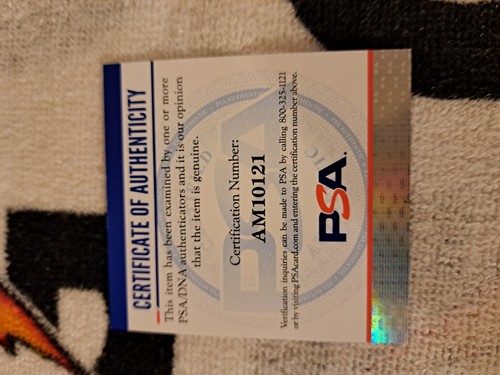 CERTIFICATE OF AUTHENTICITY
This item has been examined by one or more
PSA/DNA authenticators and it is our opinion
that the item is genuine.
Certification Number:
AM10121
Verification inquiries can be made to PSA by calling 800-325-1121
or by visiting PSAcard.com and entering the certification number above.
PSA.